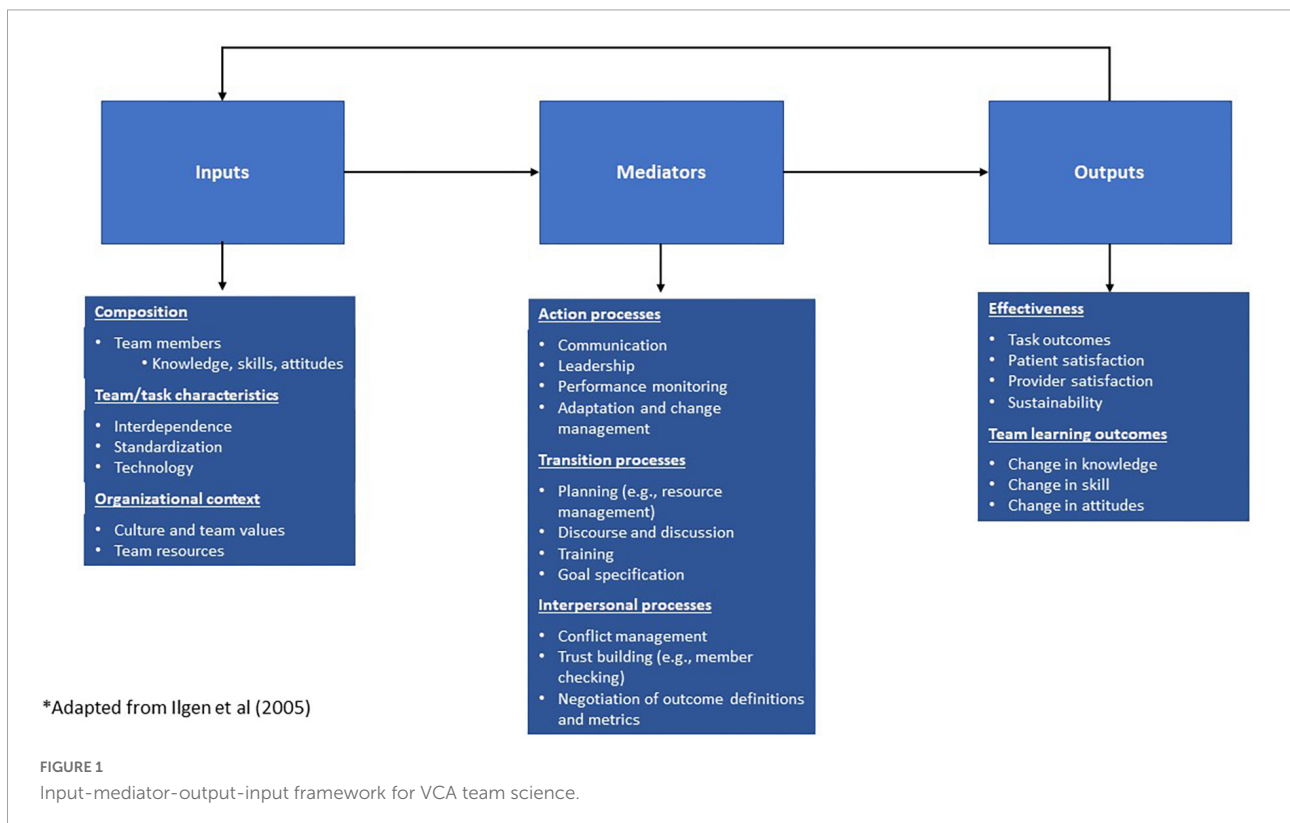 Inputs
Mediators
Outputs
Composition
• Team members
• Knowledge, skills, attitudes
Team/task characteristics
• Interdependence
• Standardization
• Technology
Organizational context
• Culture and team values
• Team resources
Action processes
• Communication
• Leadership
• Performance monitoring
• Adaptation and change
management
Transition processes
• Planning (e.g., resource
management)
• Discourse and discussion
• Training
• Goal specification
Interpersonal processes
• Conflict management
• Trust building (e.g., member
checking)
• Negotiation of outcome definitions
and metrics
Effectiveness
• Task outcomes
• Patient satisfaction
• Provider satisfaction
• Sustainability
Team learning outcomes
• Change in knowledge
• Change in skill
• Change in attitudes
*Adapted from Ilgen et al (2005)
FIGURE 1
Input-mediator-output-input framework for VCA team science.